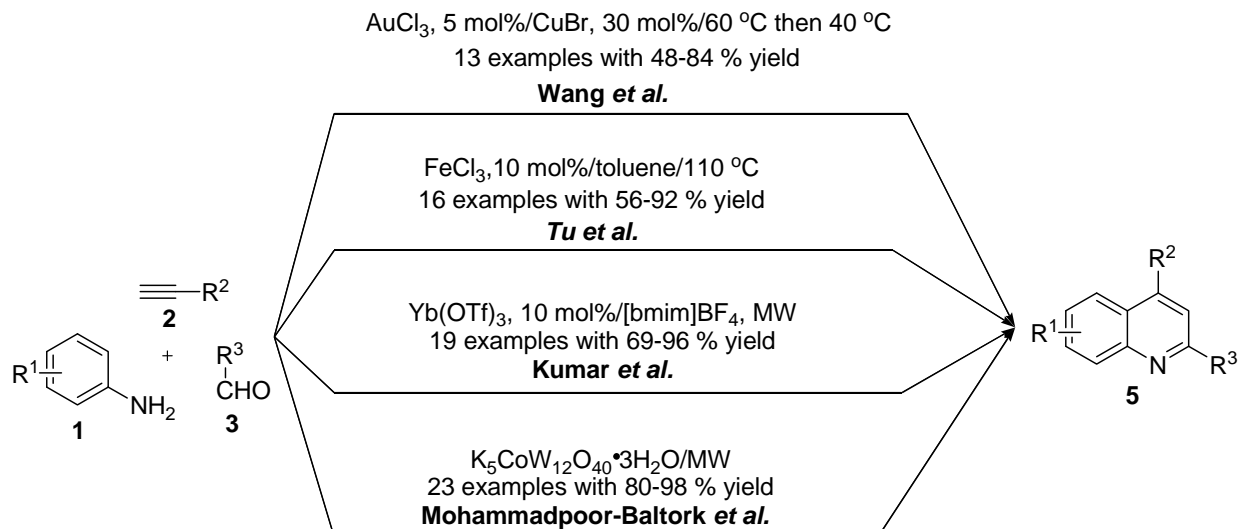 AuCl3, 5 mol%/CuBr, 30 mol%/60 oC then 40 oC
13 examples with 48-84 % yield
Wang et al.
FeCl3,10 mol%/toluene/110 oC
16 examples with 56-92 % yield
Tu et al.
R2
2
+
R1
NH2
1
R3
CHO
3
Yb(OTf)3, 10 mol%/[bmim]BF4, MW
19 examples with 69-96 % yield
Kumar et al.
K5CoW12O40•3H2O/MW
23 examples with 80-98 % yield
Mohammadpoor-Baltork et al.
R2
R1
N
R3
5